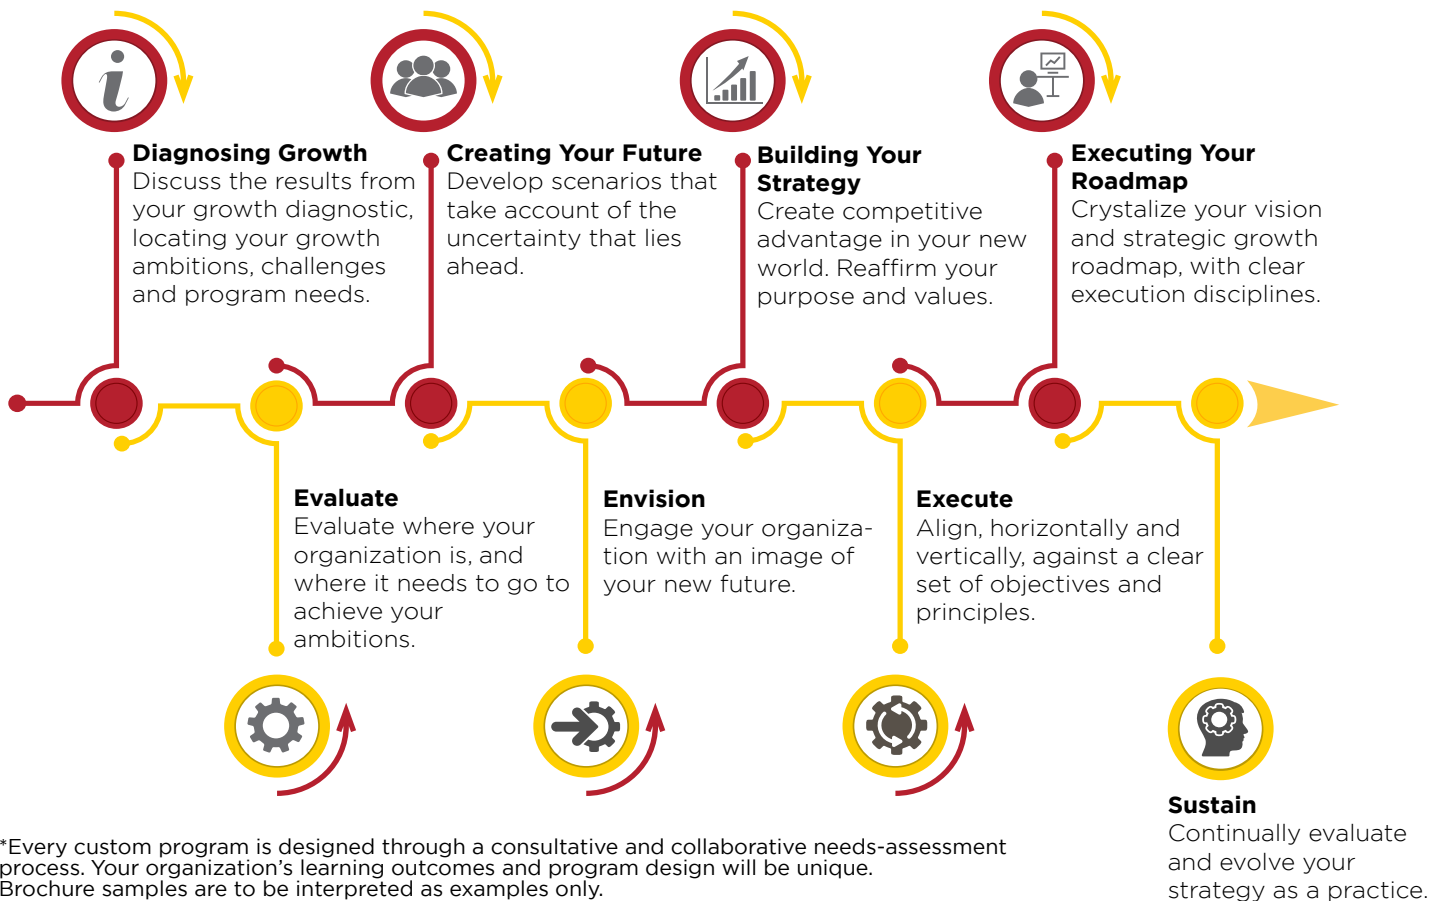 Diagnosing Growth
Discuss the results from
your growth diagnostic,
locating your growth
ambitions, challenges
and program needs.
Creating Your Future
Develop scenarios that
take account of the
uncertainty that lies
ahead.
Building Your
Strategy
Create competitive
advantage in your new
world. Reaffirm your
purpose and values.
Executing Your
Roadmap
Crystalize your vision
and strategic growth
roadmap, with clear
execution disciplines.
Evaluate
Evaluate where your
organization is, and
where it needs to go to
achieve your
ambitions.
Envision
Engage your organiza-
tion with an image of
your new future.
Execute
Align, horizontally and
vertically, against a clear
set of objectives and
principles.
Sustain
Continually evaluate
and evolve your
strategy as a practice.
*Every custom program is designed through a consultative and collaborative needs-assessment
process. Your organization’s learning outcomes and program design will be unique.
Brochure samples are to be interpreted as examples only.